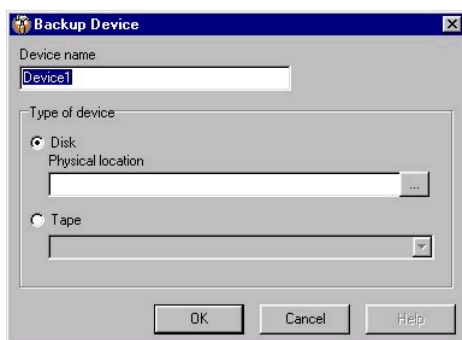 Backup Device
Device name
Device1
Type of device
Disk
Physical location
...
Tape
OK Cancel Help